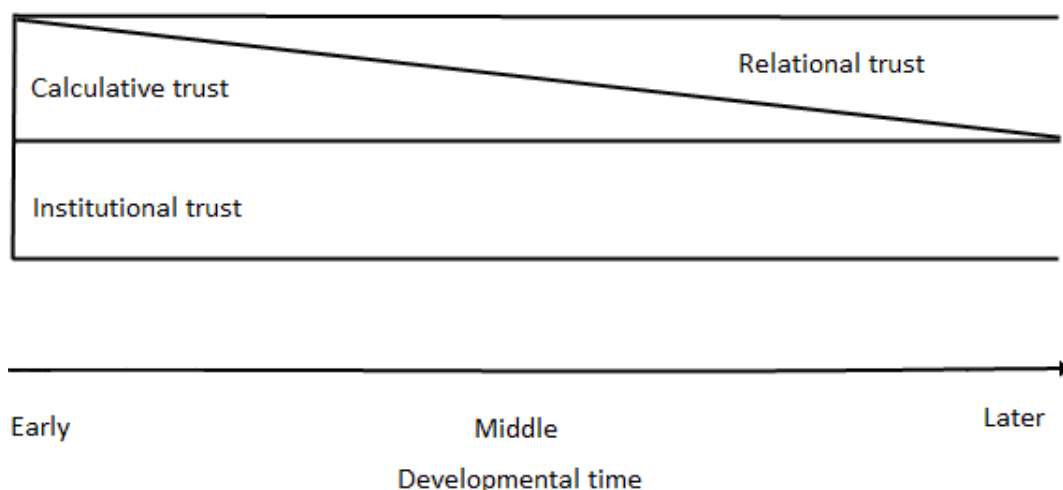 Relational trust
Calculative trust
Institutional trust
Early
Middle
Later
Developmental time